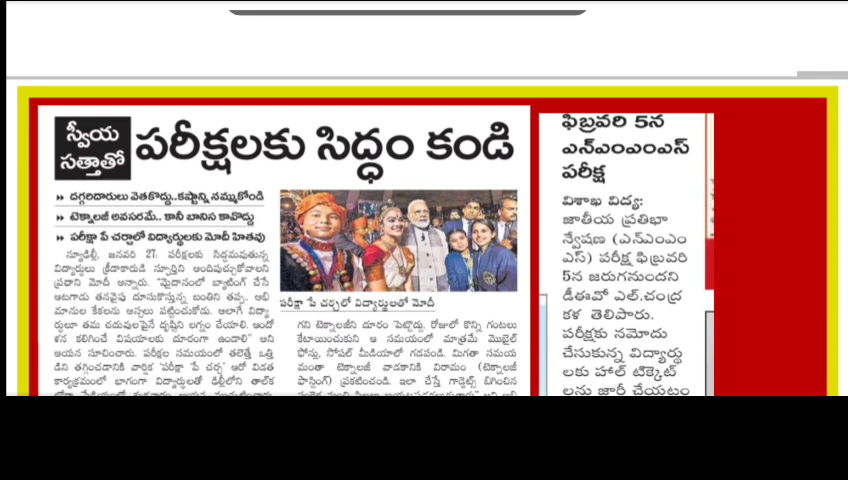 స్వీయ
సత్తాతో
పరీక్షలకు సిద్ధం కండి
దగ్గరిదారులు వెతకొద్దు..కష్టాన్ని నమ్ముకోండి
టెక్నాలజీ అవసరమే.. కానీ బానిస కావొద్దు
పరీక్షా పే చర్చాలో విద్యార్థులకు మోదీ హితవు
న్యూఢిల్లీ, జనవరి 27: పరీక్షలకు సిద్ధమవుతున్న
విద్యార్థులు క్రీడాకారుడి స్ఫూర్తిని అందిపుచ్చుకోవాలని
ప్రధాని మోదీ అన్నారు. "మైదానంలో బ్యాటింగ్ చేసే
ఆటగాడు తనవైపు దూసుకొస్తున్న బంతిని తప్ప.. అభి
మానుల కేకలను అస్సలు పట్టించుకోడు. అలాగే విద్యా
ర్థులూ తమ చదువులపైనే దృష్టిని లగ్నం చేయాలి. ఆందో
ళన కలిగించే విషయాలకు దూరంగా ఉండాలి" అని
ఆయన సూచించారు. పరీక్షల సమయంలో తలెత్తే ఒత్తి
డిని తగ్గించడానికి వార్షిక 'పరీక్షా పే చర్చ' ఆరో విడత
కార్యక్రమంలో భాగంగా విద్యార్థులతో ఢిల్లీలోని తాల్క
పరీక్షా పే చర్చలో విద్యార్థులతో మోదీ
గని టెక్నాలజీని దూరం పెట్టొద్దు. రోజులో కొన్ని గంటలు
కేటాయించుకుని ఆ సమయంలో మాత్రమే మొబైల్
ఫోన్లు, సోషల్ మీడియాలో గడపండి. మిగతా సమయ
మంతా టెక్నాలజీ వాడకానికి విరామం (టెక్నాలజీ
ఫాస్టింగ్) ప్రకటించండి. ఇలా చేస్తే గాడ్జెట్స్ బిగించిన
ఫిబ్రవరి 5న
ఎన్ఎంఎంఎస్
పరీక్ష
విశాఖ విద్య:
జాతీయ ప్రతిభా
న్వేషణ (ఎన్ఎంఎం
ఎస్) పరీక్ష ఫిబ్రవరి
5న జరుగనుందని
డీఈవో ఎల్.చంద్ర
కళ తెలిపారు.
పరీక్షకు నమోదు
చేసుకున్న విద్యార్థు
లకు హాల్ టిక్కెట్
లను జారీ చేయటం